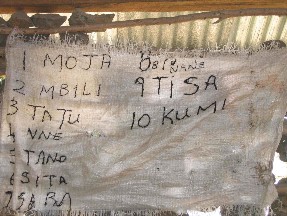 1 MOJA
2 MBILI
3 TATU
4 NNE
5 TANO
6 SITA
7 SABA
8 NANE
9 TISA
10 KUMI